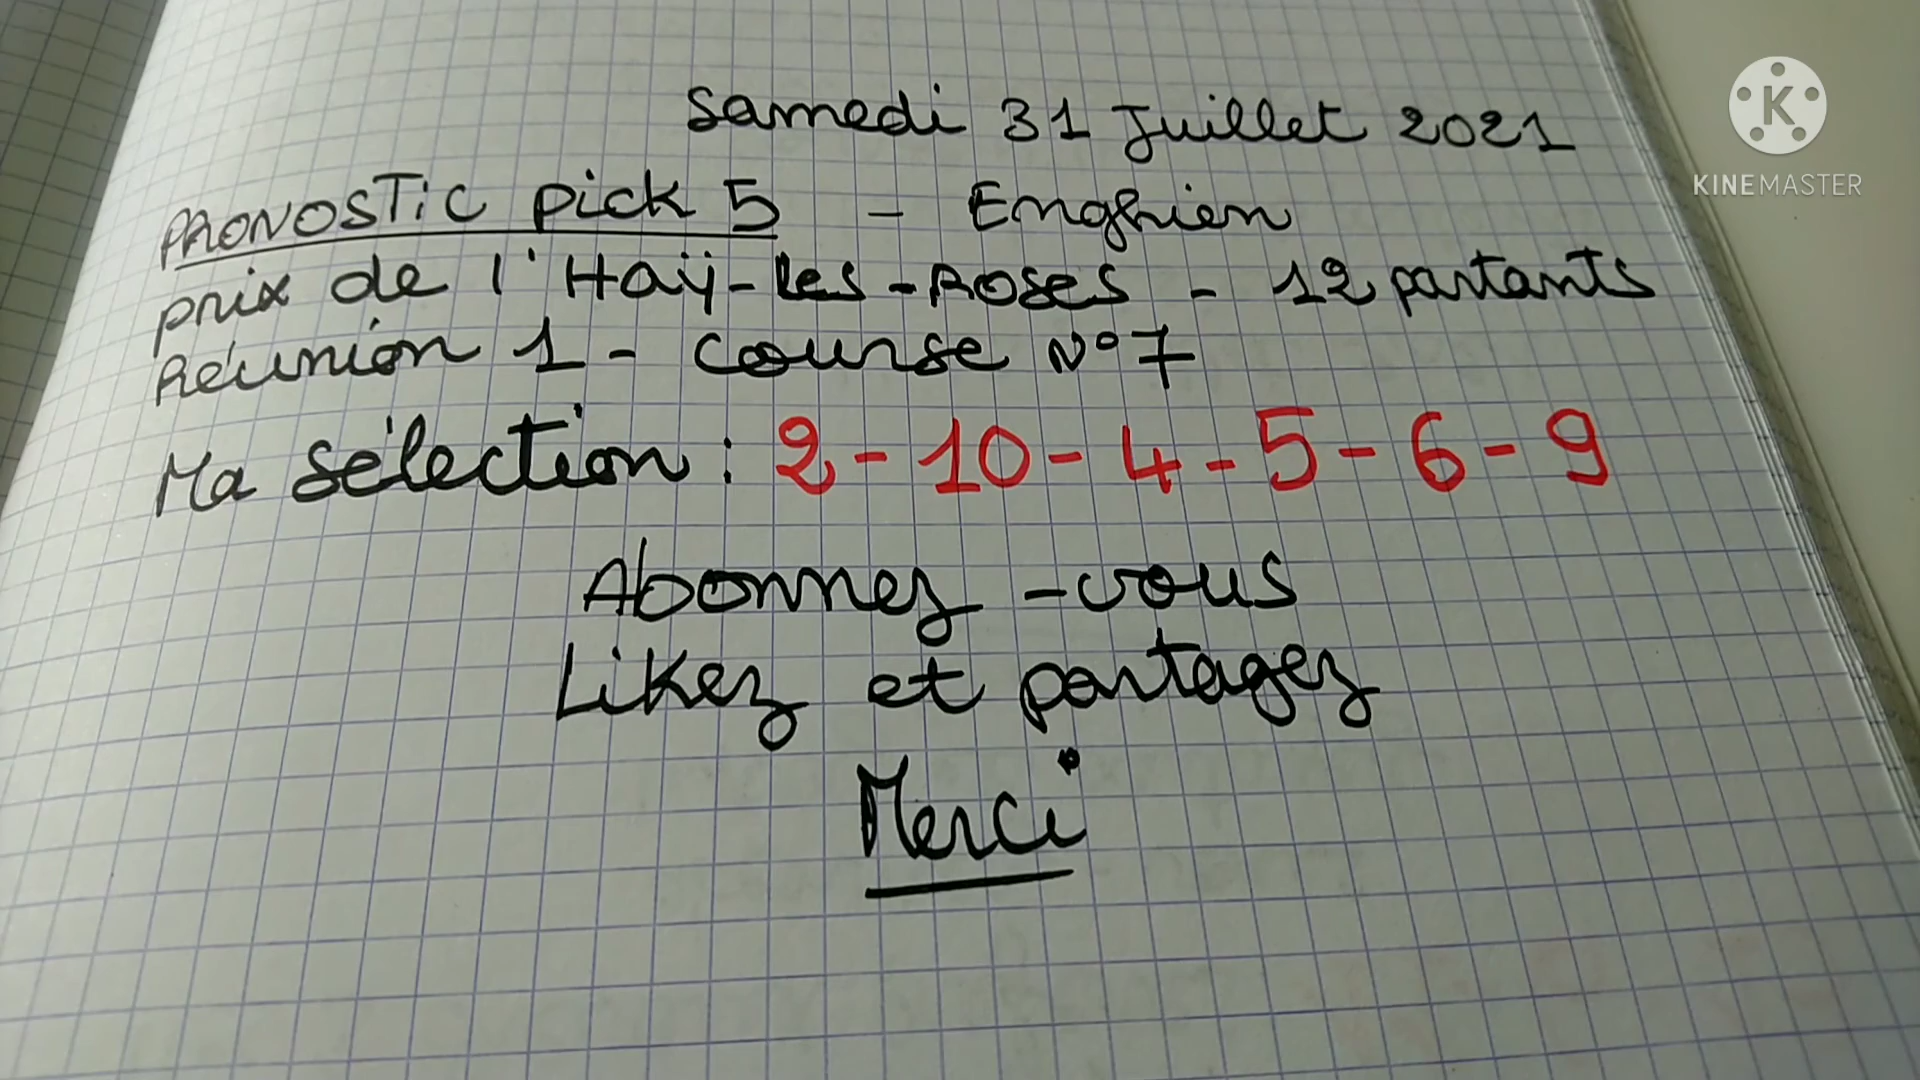 Samedi 31 Juillet 2021
PRONOSTIC pick 5 - Enghien
prix de l'Haÿ-Les-Roses - 12 partants
Réunion 1 - course N°7
Ma sélection : 2 - 10 - 4 - 5 - 6 - 9
Abonnez-vous
Likez et partagez
Merci
K
KINEMASTER